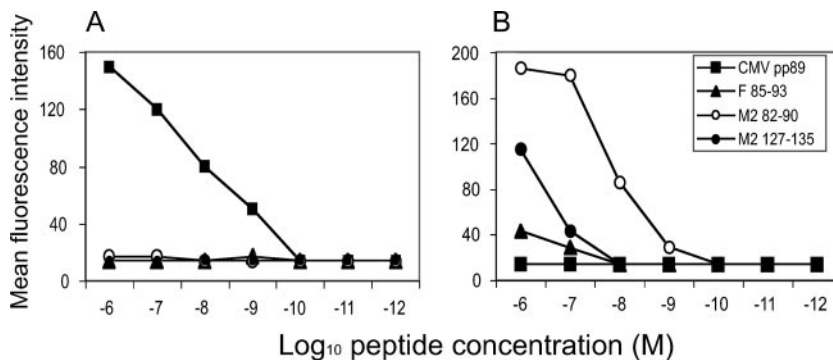 A
B
Mean fluorescence intensity
160
120
80
40
0
-6 -7 -8 -9 -10 -11 -12
200
160
120
80
40
0
CMV pp89
F 85-93
M2 82-90
M2 127-135
-6 -7 -8 -9 -10 -11 -12
Log₁₀ peptide concentration (M)